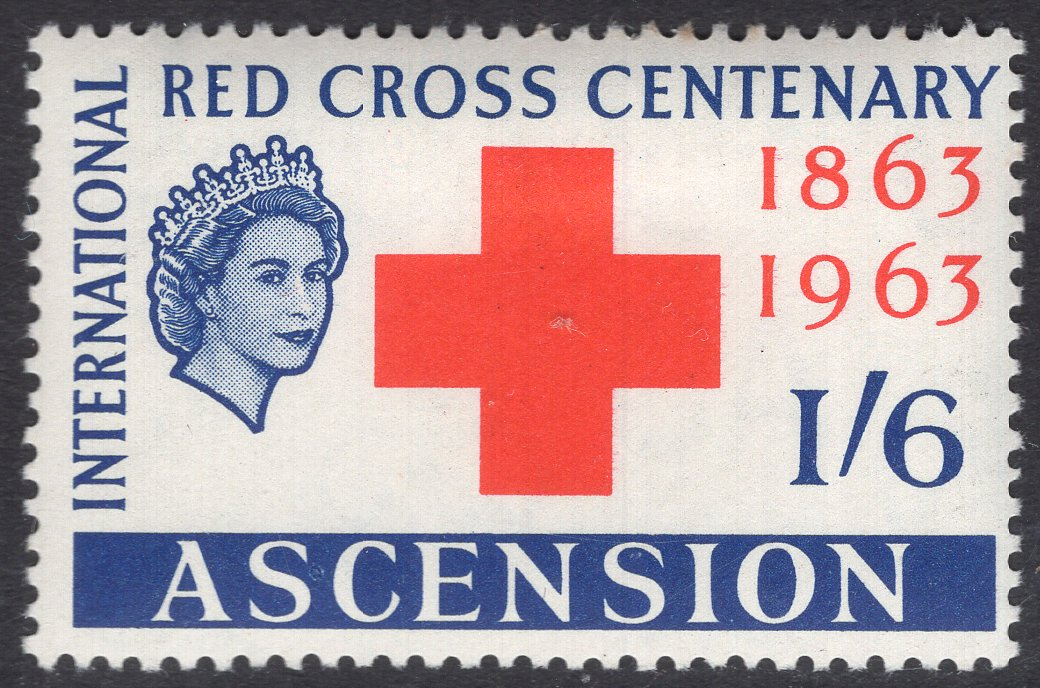 INTERNATIONAL
RED CROSS CENTENARY
1863
1963
1/6
ASCENSION